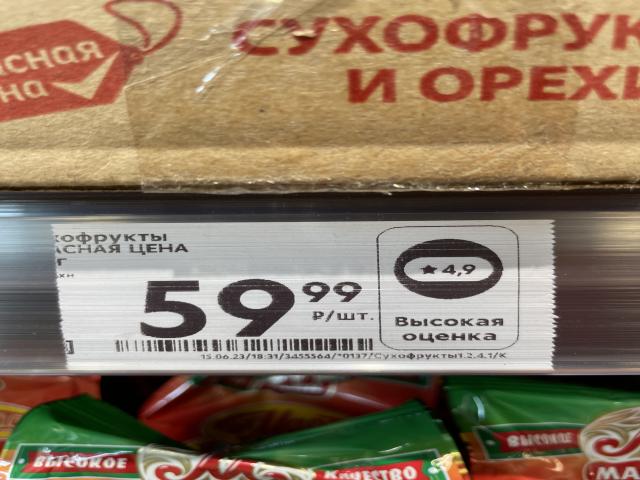 СУХОФРУК
И ОРЕХИ
асная
на
хофрукты
АСНАЯ ЦЕНА
г
59 99
₽/шт.
★ 4,9
Высокая
оценка
15.06.23/18:31/3455564/*0137/Сухофрукты1.2.4.1/К
ВЫСОКОЕ
КАЧЕСТВО
ВЫСОКОЕ
МА